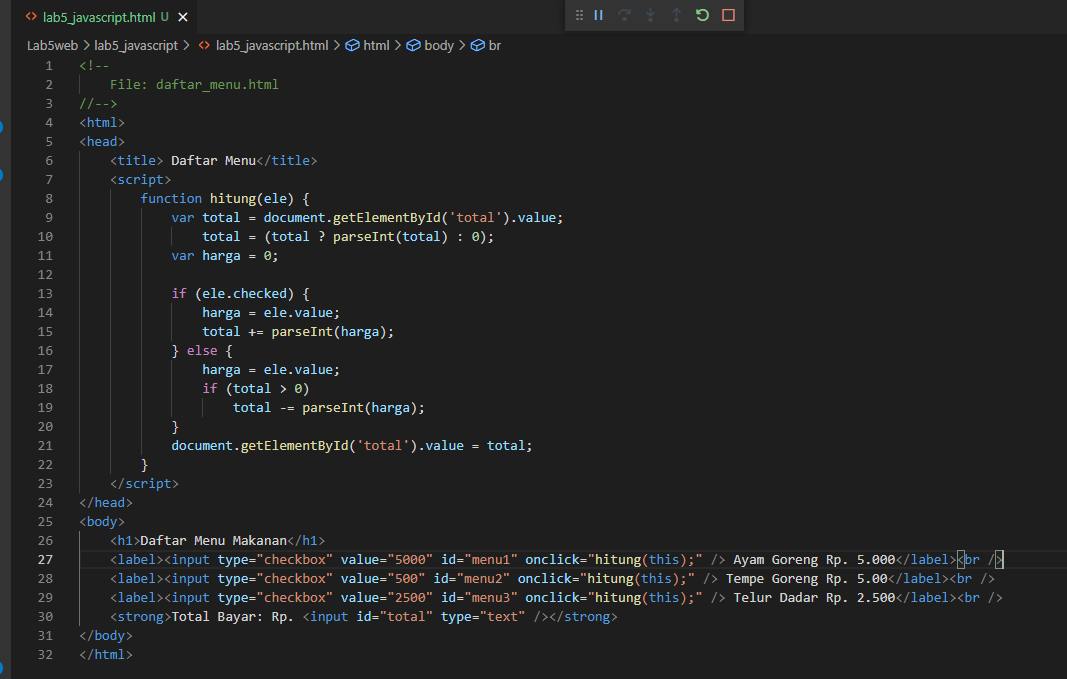 lab5_javascript.html U
Lab5web > lab5_javascript > lab5_javascript.html > html > body > br
1 <!--
2     File: daftar_menu.html
3 //-->
4 <html>
5 <head>
6     <title> Daftar Menu</title>
7     <script>
8         function hitung(ele) {
9             var total = document.getElementById('total').value;
10                 total = (total ? parseInt(total) : 0);
11             var harga = 0;
12
13             if (ele.checked) {
14                 harga = ele.value;
15                 total += parseInt(harga);
16             } else {
17                 harga = ele.value;
18                 if (total > 0)
19                     total -= parseInt(harga);
20             }
21             document.getElementById('total').value = total;
22         }
23     </script>
24 </head>
25 <body>
26     <h1>Daftar Menu Makanan</h1>
27     <label><input type="checkbox" value="5000" id="menu1" onclick="hitung(this);" /> Ayam Goreng Rp. 5.000</label><br />
28     <label><input type="checkbox" value="500" id="menu2" onclick="hitung(this);" /> Tempe Goreng Rp. 5.00</label><br />
29     <label><input type="checkbox" value="2500" id="menu3" onclick="hitung(this);" /> Telur Dadar Rp. 2.500</label><br />
30     <strong>Total Bayar: Rp. <input id="total" type="text" /></strong>
31 </body>
32 </html>